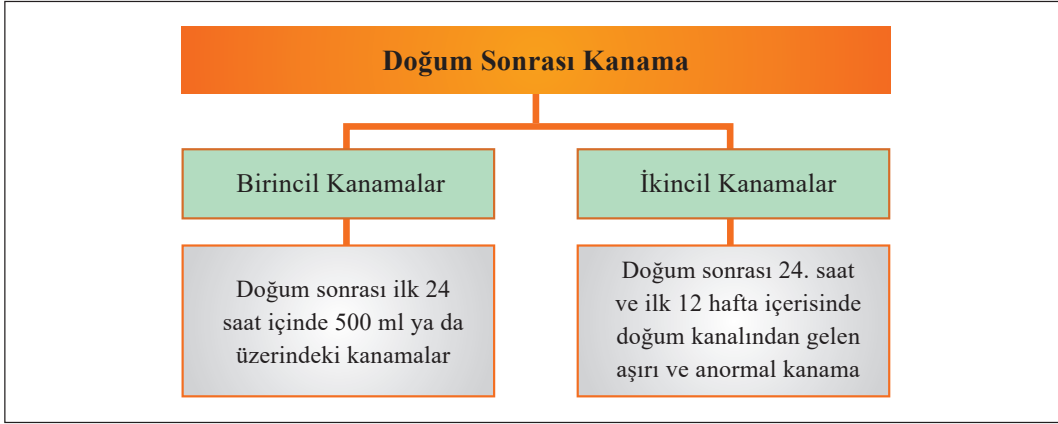 Doğum Sonrası Kanama
Birincil Kanamalar
Doğum sonrası ilk 24
saat içinde 500 ml ya da
üzerindeki kanamalar
İkincil Kanamalar
Doğum sonrası 24. saat
ve ilk 12 hafta içerisinde
doğum kanalından gelen
aşırı ve anormal kanama